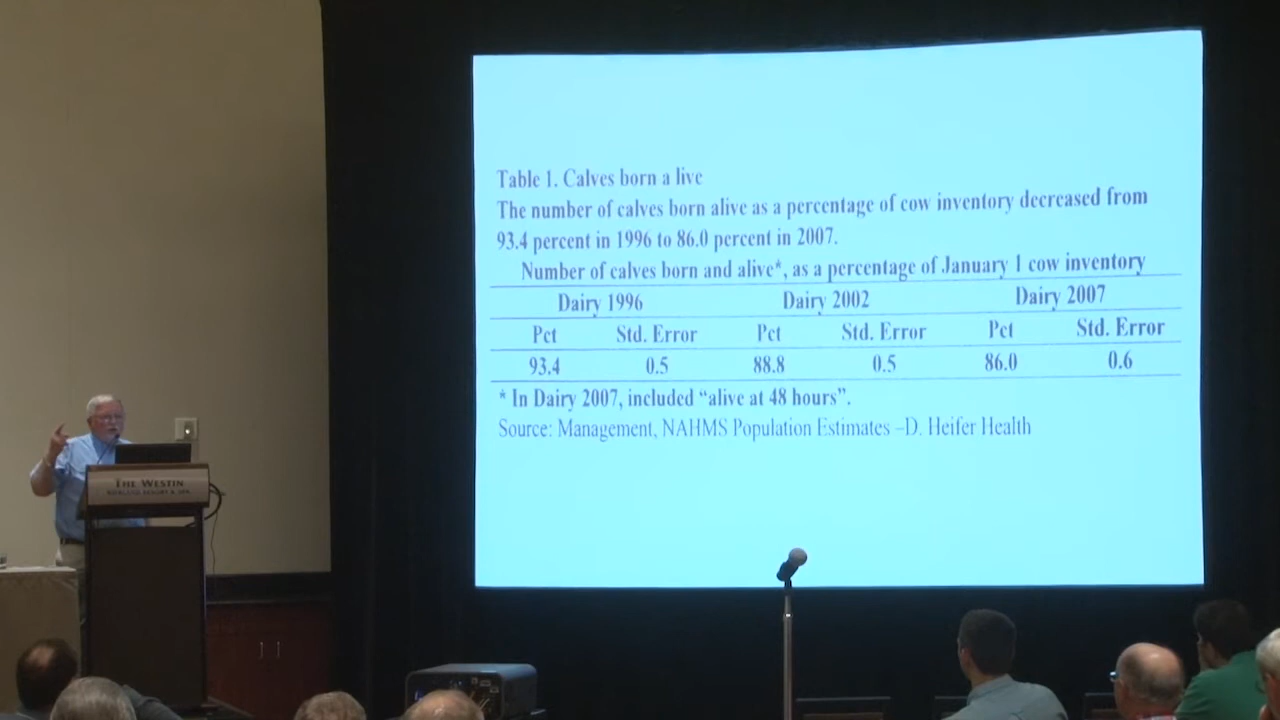 Table 1. Calves born a live
The number of calves born alive as a percentage of cow inventory decreased from
93.4 percent in 1996 to 86.0 percent in 2007.
Number of calves born and alive*, as a percentage of January 1 cow inventory
Dairy 1996 Dairy 2002 Dairy 2007
Pct Std. Error Pct Std. Error Pct Std. Error
93.4 0.5 88.8 0.5 86.0 0.6
* In Dairy 2007, included “alive at 48 hours”.
Source: Management, NAHMS Population Estimates –D. Heifer Health
THE WESTIN
RESORT & SPA